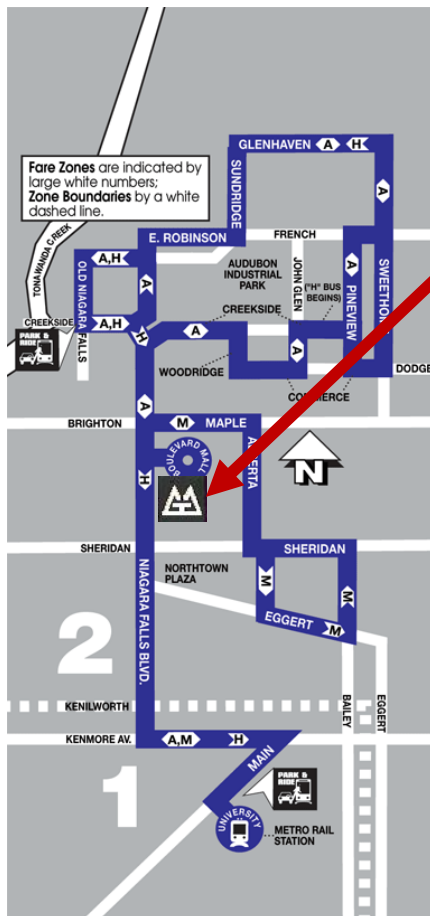 GLENHAVEN A H
SUNDRIDGE
A
Fare Zones are indicated by
large white numbers;
Zone Boundaries by a white
dashed line.
E. ROBINSON
FRENCH
TONAWANDA CREEK
OLD NIAGARA
FALLS
A,H
A
AUDUBON
INDUSTRIAL
PARK
JOHN GLEN
("H" BUS
BEGINS)
A
PINEVIEW
CREEKSIDE
CREEKSIDE
A,H
H
A
A
PARK &
RIDE
WOODRIDGE
COMMERCE
DODGE
A
BRIGHTON
M MAPLE
BOULEVARD MALL
H
N
SHERIDAN
SHERIDAN
NIAGARA FALLS BLVD.
NORTHTOWN
PLAZA
M
M
EGGERT M
2
KENILWORTH
BAILEY
EGGERT
KENMORE AV.
A,M H
MAIN
1
PARK &
RIDE
UNIVERSITY
METRO RAIL
STATION